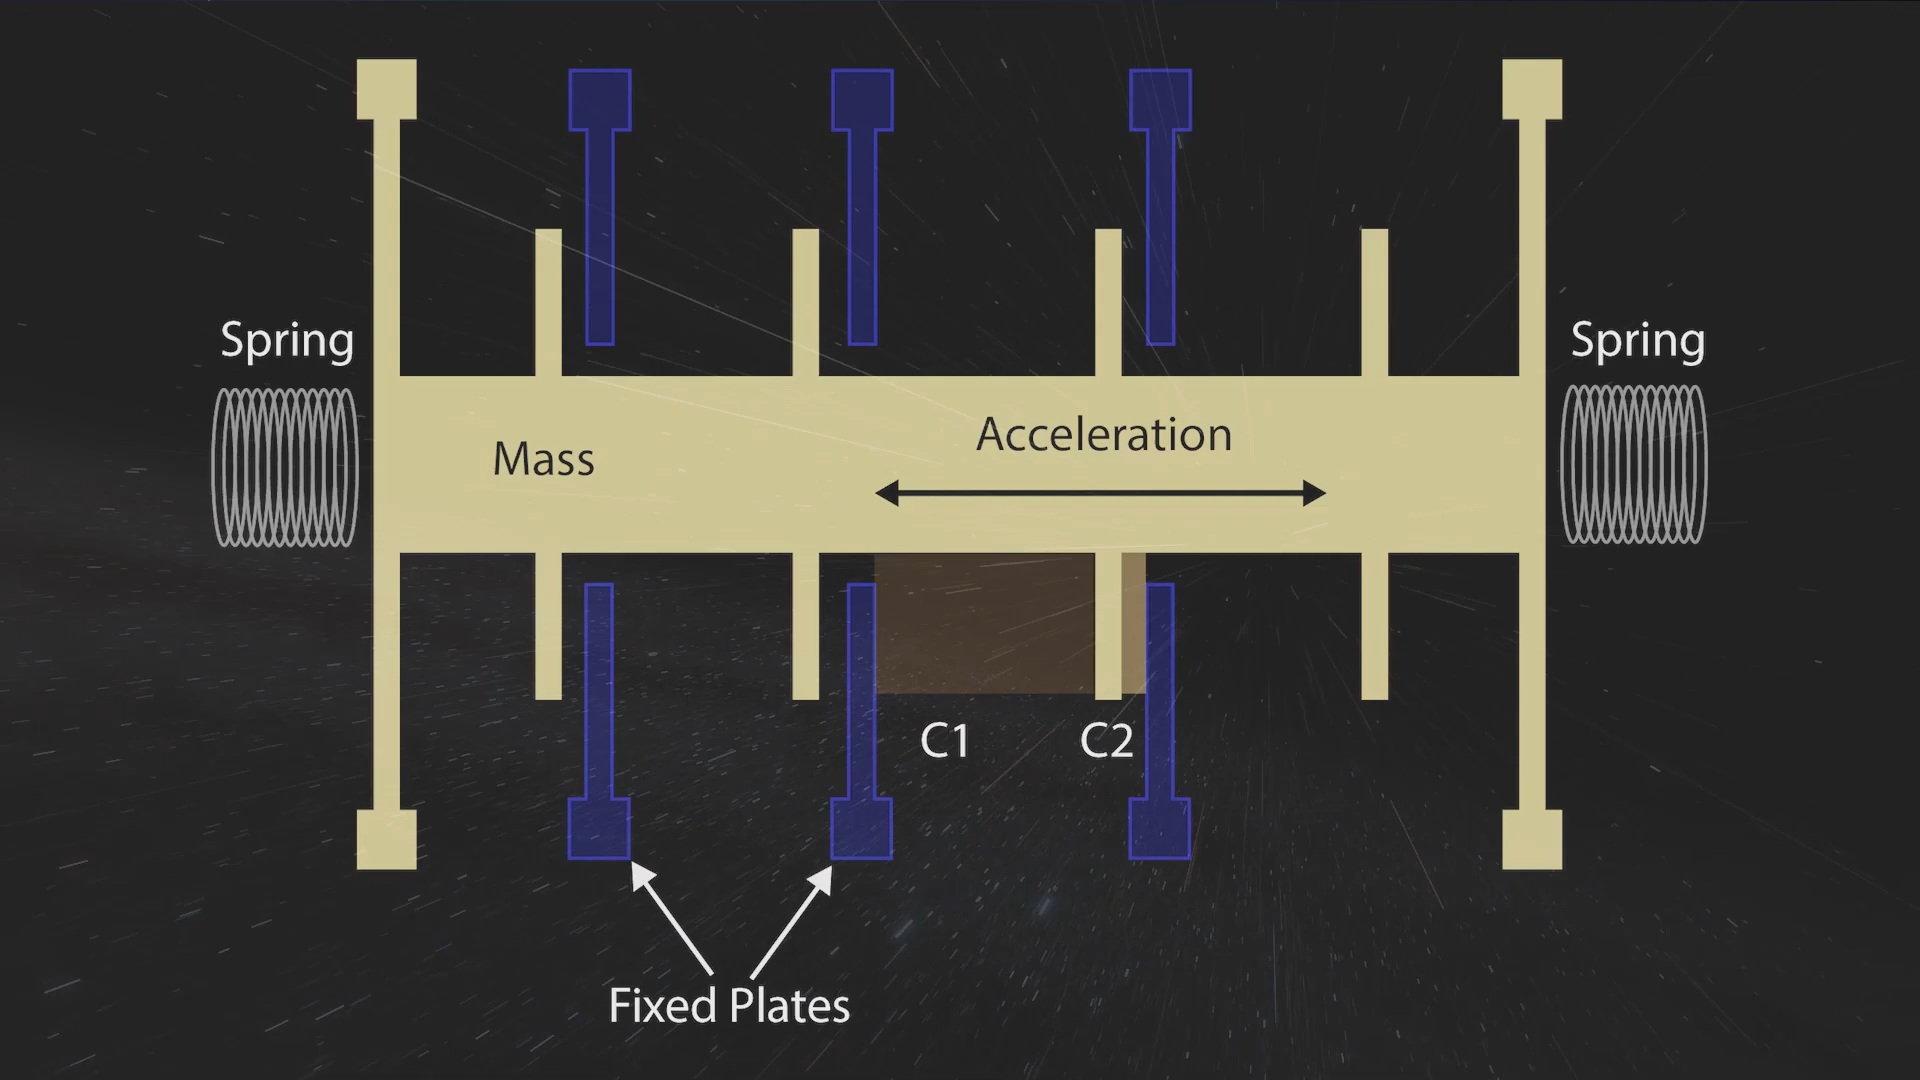 Spring
Spring
Mass
Acceleration
C1
C2
Fixed Plates